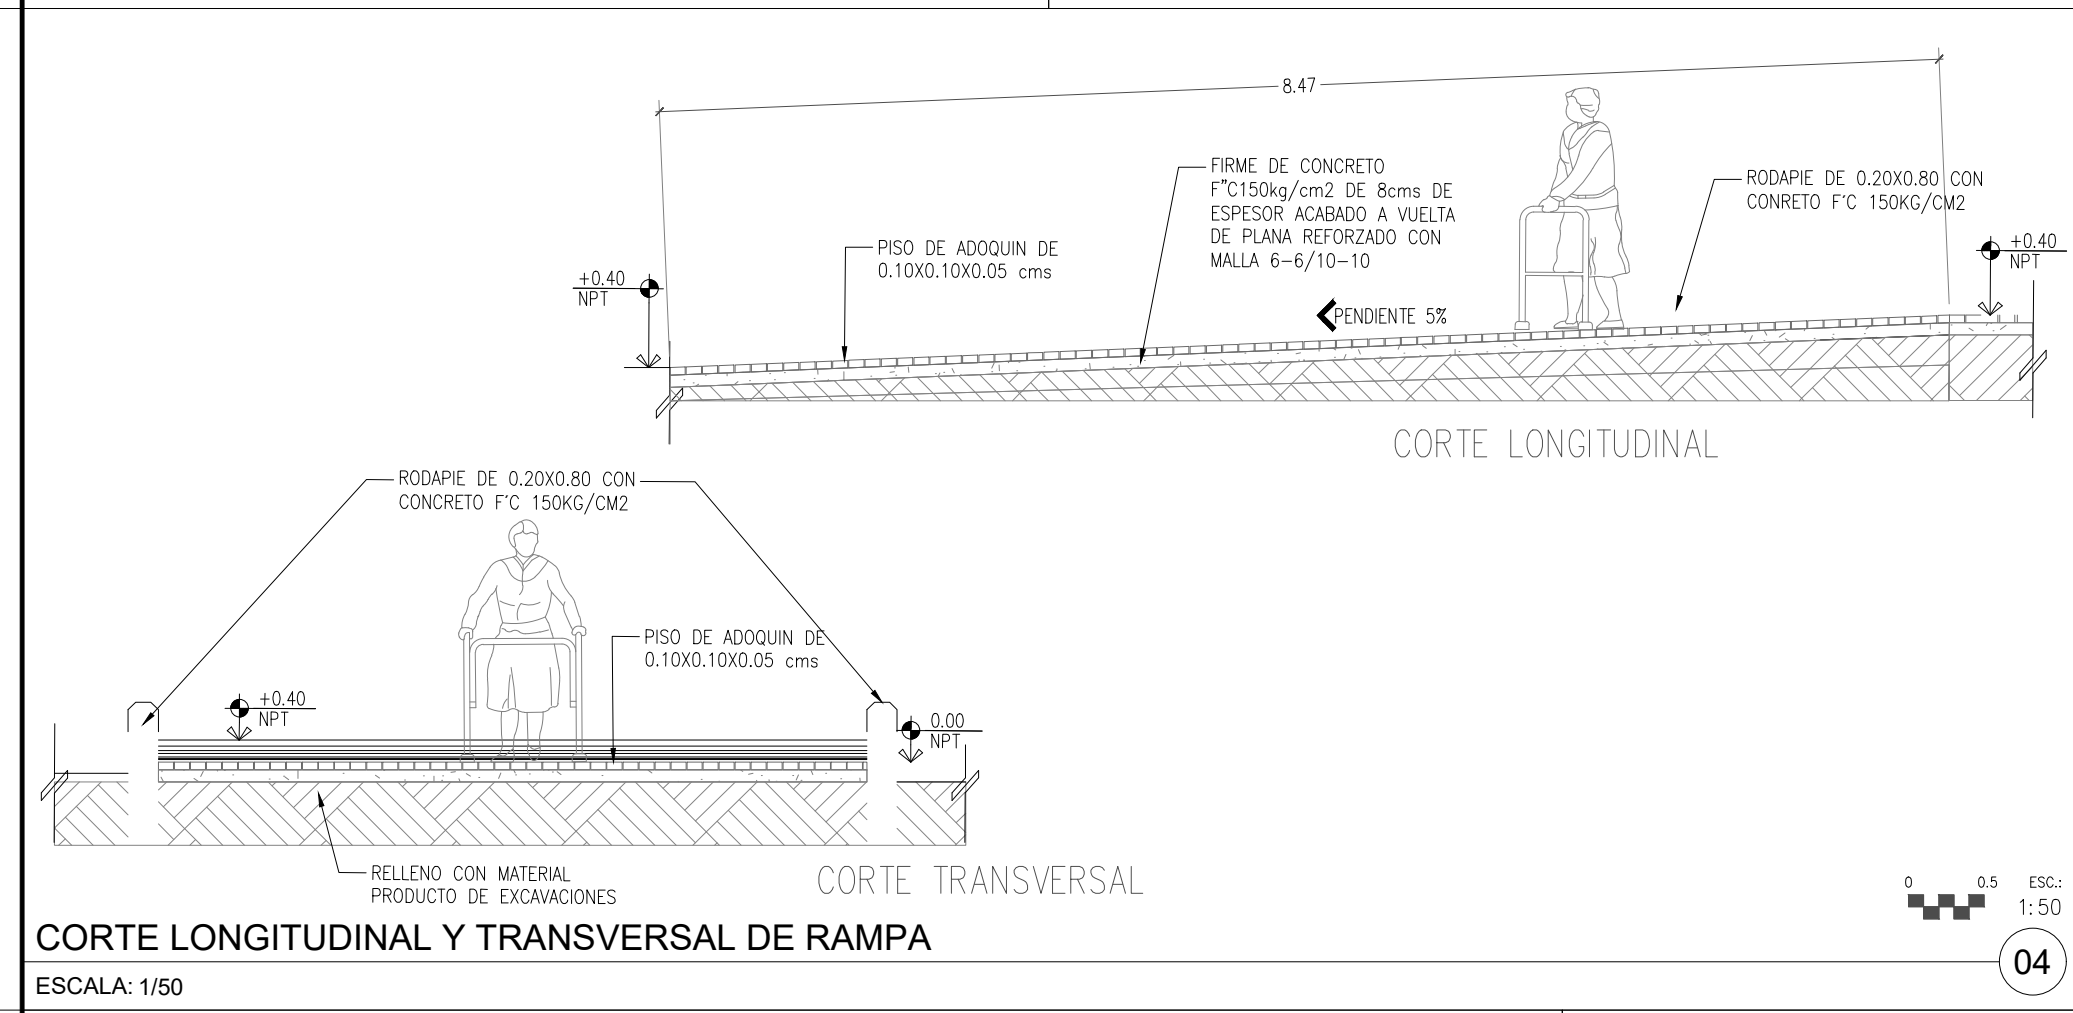 8.47
FIRME DE CONCRETO
F"C150kg/cm2 DE 8cms DE
ESPESOR ACABADO A VUELTA
DE PLANA REFORZADO CON
MALLA 6-6/10-10
RODAPIE DE 0.20X0.80 CON
CONRETO F'C 150KG/CM2
PISO DE ADOQUIN DE
0.10X0.10X0.05 cms
+0.40
NPT
+0.40
NPT
PENDIENTE 5%
CORTE LONGITUDINAL
RODAPIE DE 0.20X0.80 CON
CONCRETO F'C 150KG/CM2
PISO DE ADOQUIN DE
0.10X0.10X0.05 cms
+0.40
NPT
0.00
NPT
RELLENO CON MATERIAL
PRODUCTO DE EXCAVACIONES
CORTE TRANSVERSAL
0 0.5 ESC.:
1:50
CORTE LONGITUDINAL Y TRANSVERSAL DE RAMPA
04
ESCALA: 1/50